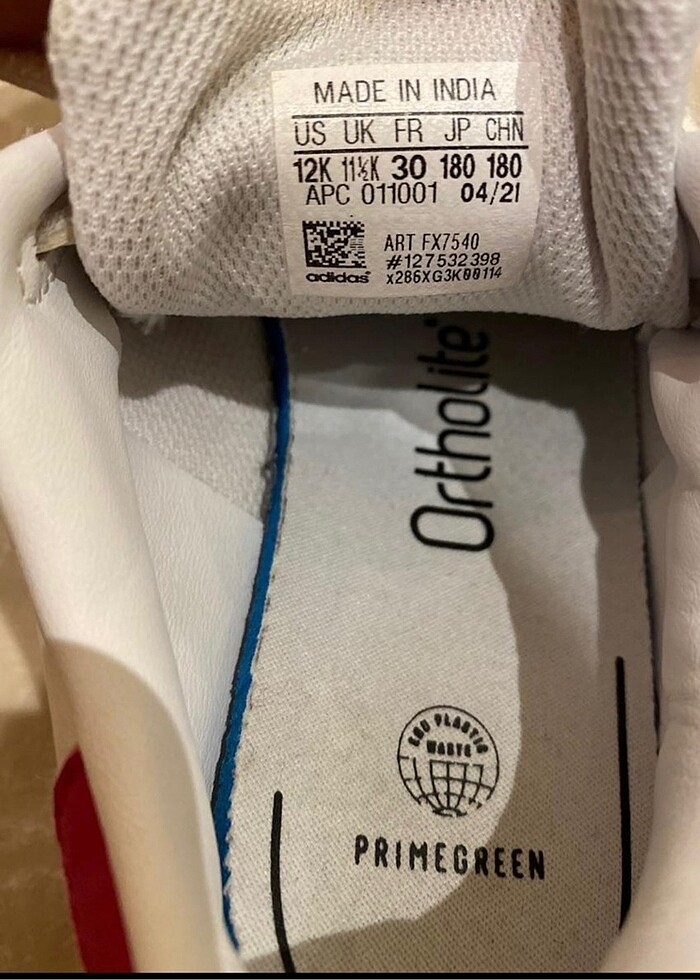 MADE IN INDIA
US UK FR JP CHN
12K 11½K 30 180 180
APC 011001 04/21
ART FX7540
#127532398
x286XG3K00114
adidas
Ortholite
END PLASTIC
WASTE
PRIMEGREEN